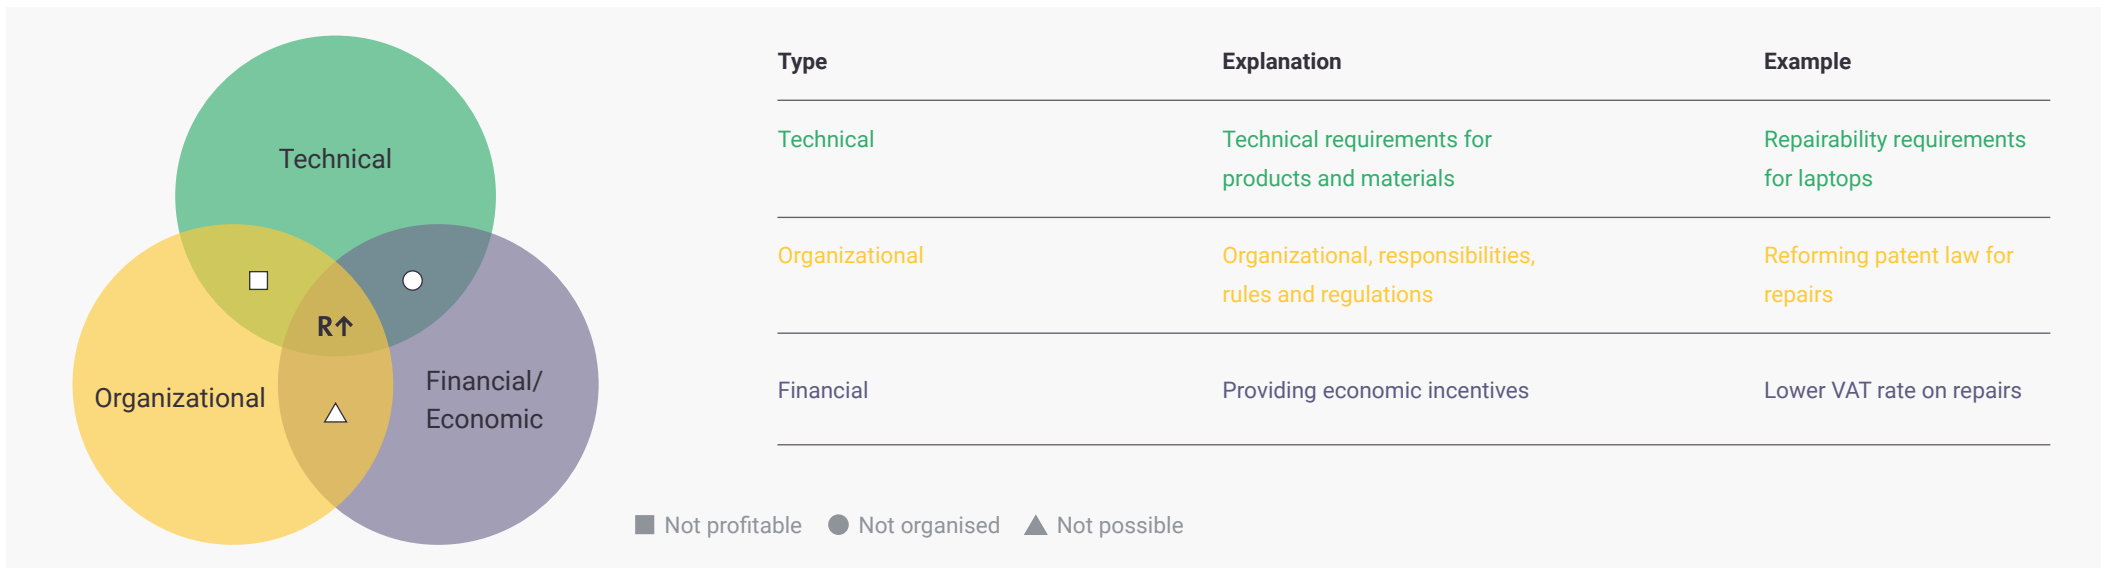 Technical
Organizational
R↑
Financial/
Economic
Type Explanation Example
Technical Technical requirements for Repairability requirements
products and materials for laptops
Organizational Organizational, responsibilities, Reforming patent law for
rules and regulations repairs
Financial Providing economic incentives Lower VAT rate on repairs
Not profitable Not organised Not possible